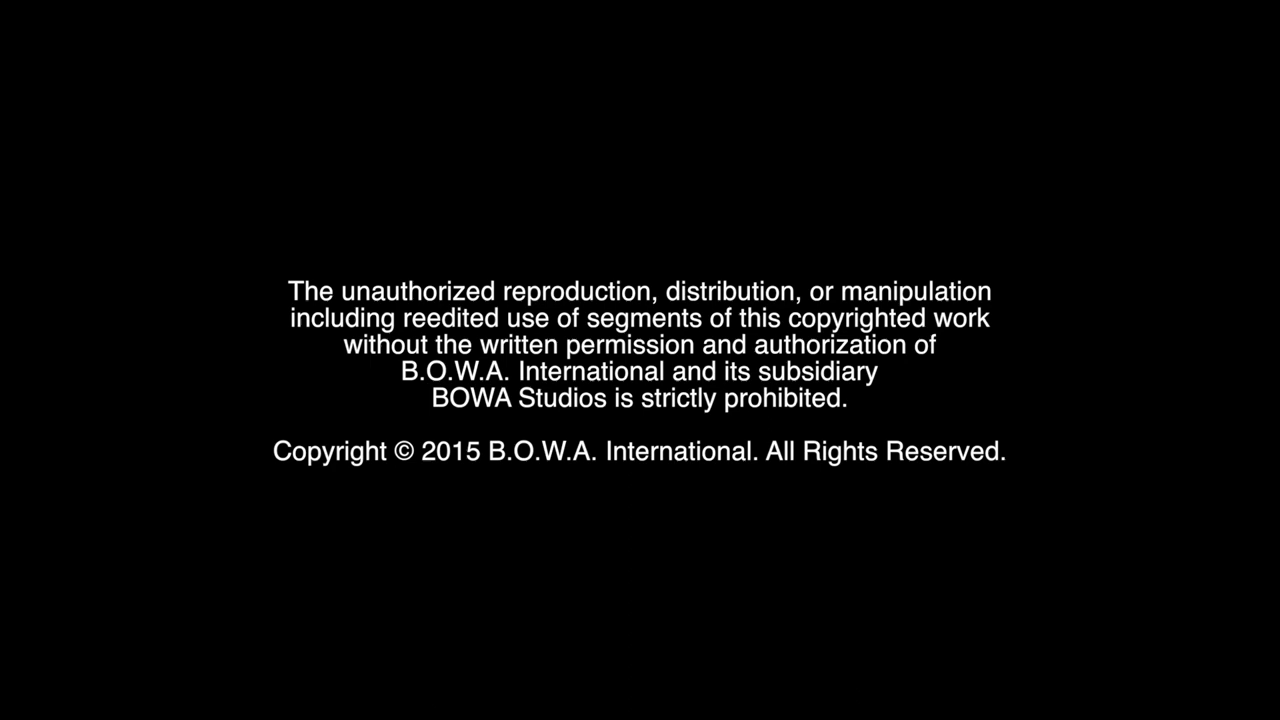 The unauthorized reproduction, distribution, or manipulation
including reedited use of segments of this copyrighted work
without the written permission and authorization of
B.O.W.A. International and its subsidiary
BOWA Studios is strictly prohibited.
Copyright © 2015 B.O.W.A. International. All Rights Reserved.